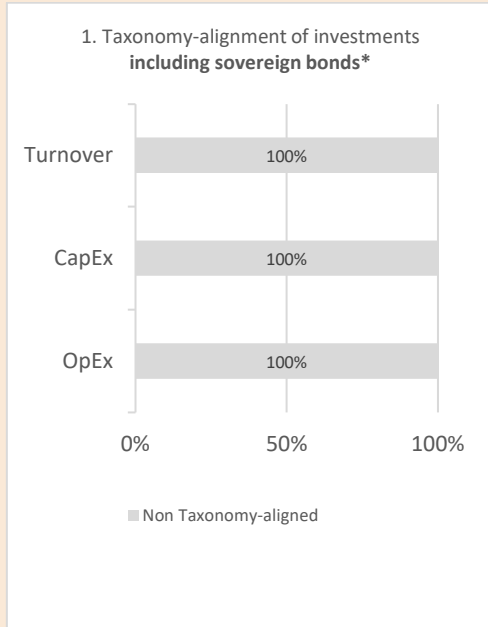 1. Taxonomy-alignment of investments
including sovereign bonds*
Turnover
100%
CapEx
100%
OpEx
100%
0%
50%
100%
Non Taxonomy-aligned